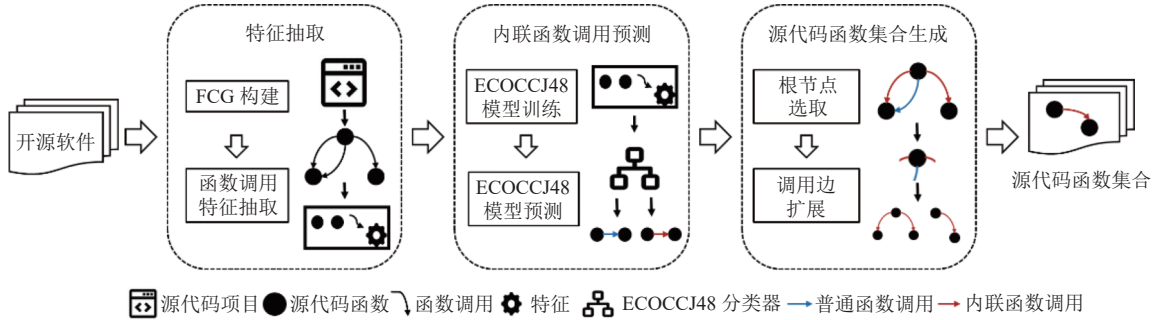 特征抽取
内联函数调用预测
源代码函数集合生成
开源软件
FCG 构建
函数调用
特征抽取
ECOCCJ48
模型训练
ECOCCJ48
模型预测
根节点
选取
调用边
扩展
源代码函数集合
源代码项目 源代码函数 函数调用 特征 ECOCCJ48 分类器 普通函数调用 内联函数调用